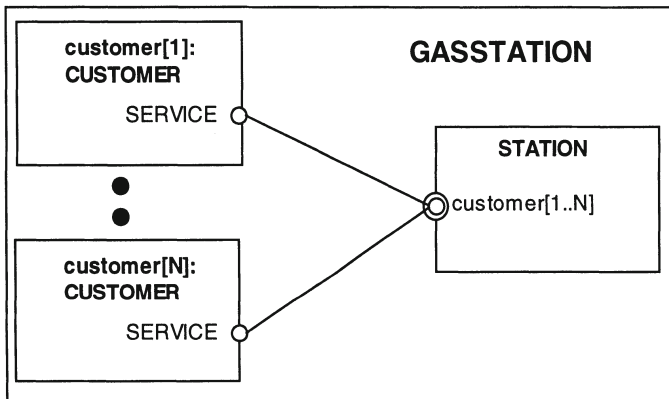 GASSTATION
customer[1]:
CUSTOMER
SERVICE
STATION
customer[1..N]
customer[N]:
CUSTOMER
SERVICE